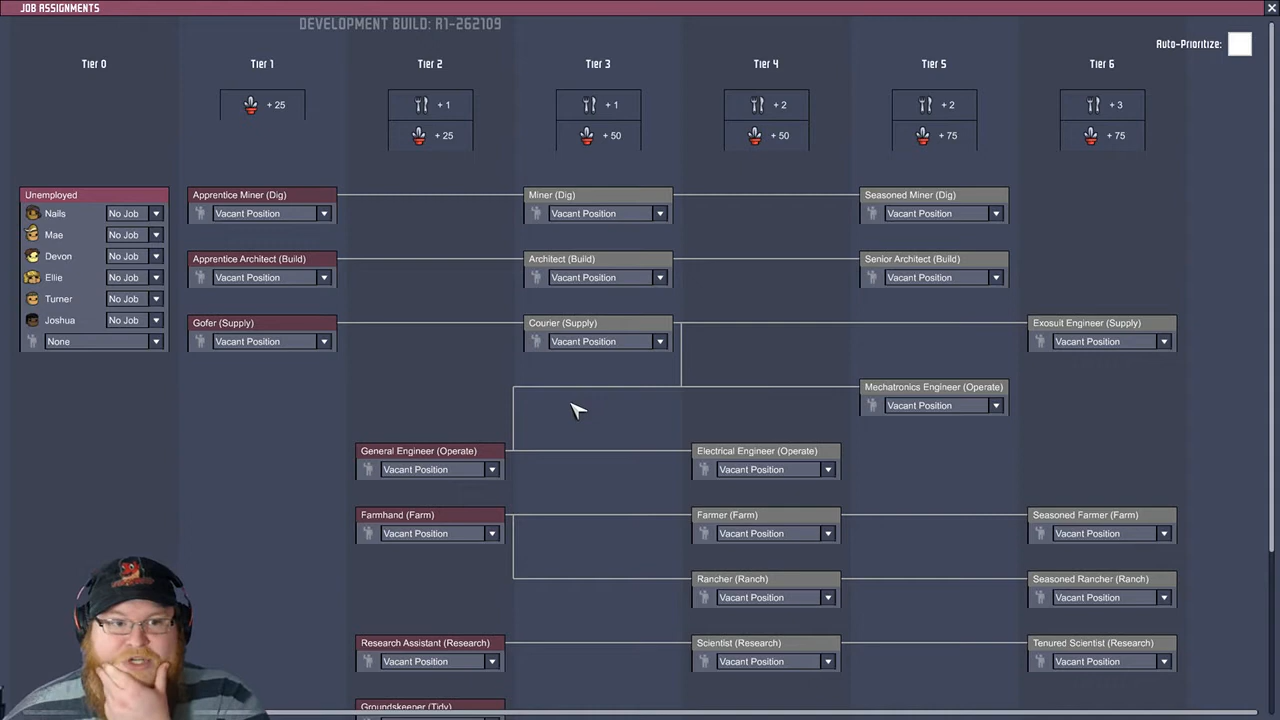 JOB ASSIGNMENTS
DEVELOPMENT BUILD: R1-262109
Auto-Prioritize:
Tier 0
Tier 1
Tier 2
Tier 3
Tier 4
Tier 5
Tier 6
+ 25
+ 1
+ 1
+ 2
+ 2
+ 3
+ 25
+ 50
+ 50
+ 75
+ 75
Unemployed
Nails No Job
Mae No Job
Devon No Job
Ellie No Job
Turner No Job
Joshua No Job
None
Apprentice Miner (Dig)
Vacant Position
Miner (Dig)
Vacant Position
Seasoned Miner (Dig)
Vacant Position
Apprentice Architect (Build)
Vacant Position
Architect (Build)
Vacant Position
Senior Architect (Build)
Vacant Position
Gofer (Supply)
Vacant Position
Courier (Supply)
Vacant Position
Exosuit Engineer (Supply)
Vacant Position
Mechatronics Engineer (Operate)
Vacant Position
General Engineer (Operate)
Vacant Position
Electrical Engineer (Operate)
Vacant Position
Farmhand (Farm)
Vacant Position
Farmer (Farm)
Vacant Position
Seasoned Farmer (Farm)
Vacant Position
Rancher (Ranch)
Vacant Position
Seasoned Rancher (Ranch)
Vacant Position
Research Assistant (Research)
Vacant Position
Scientist (Research)
Vacant Position
Tenured Scientist (Research)
Vacant Position
Groundskeeper (Tidy)